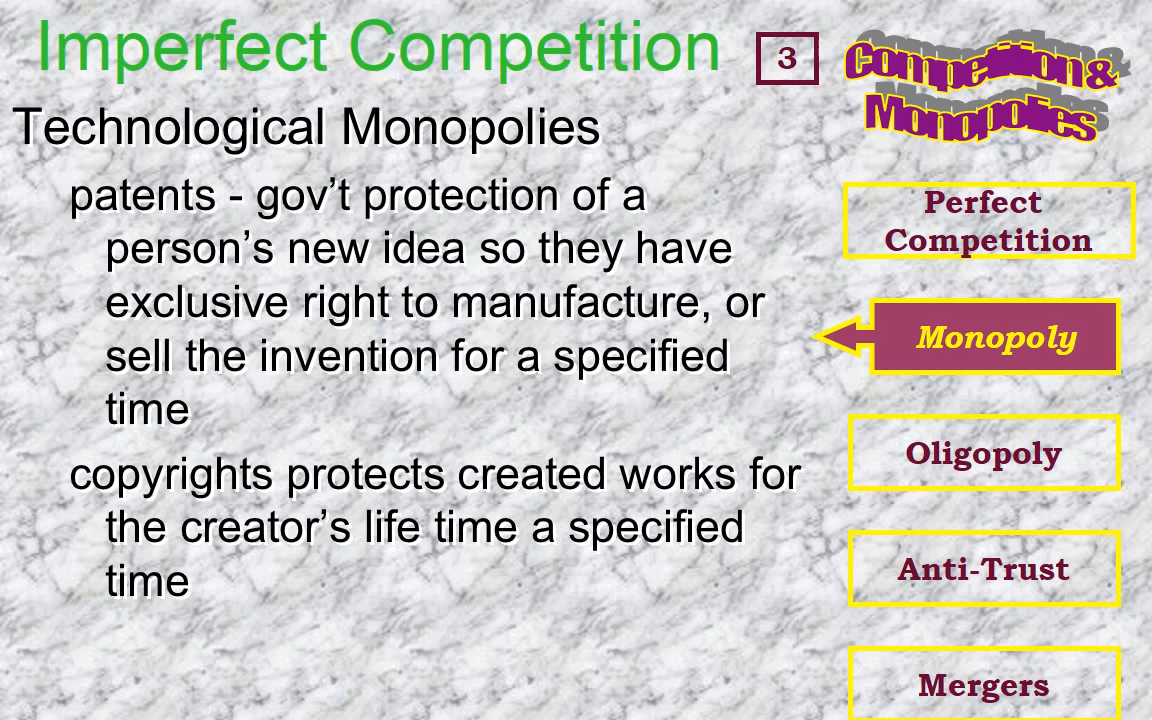 Imperfect Competition
3
Competition &
Monopolies
Technological Monopolies
patents - gov’t protection of a
person’s new idea so they have
exclusive right to manufacture, or
sell the invention for a specified
time
copyrights protects created works for
the creator’s life time a specified
time
Perfect
Competition
Monopoly
Oligopoly
Anti-Trust
Mergers